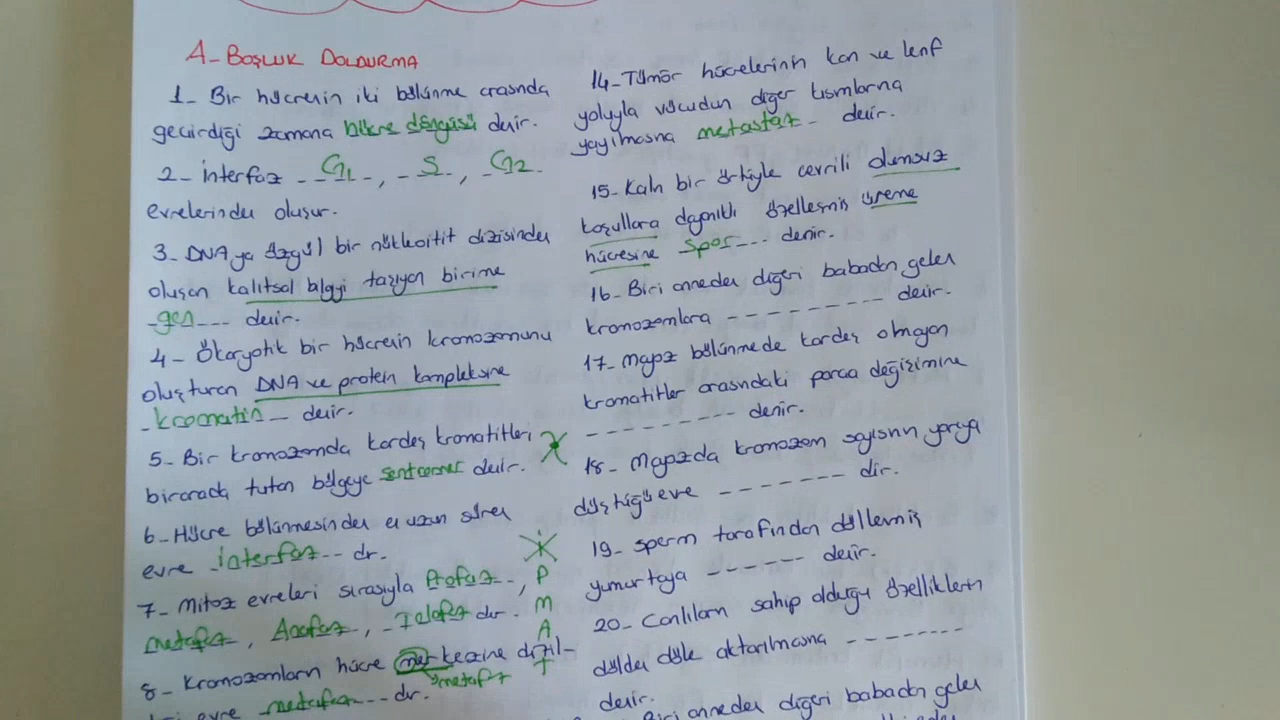 A-BOŞLUK DOLDURMA
1- Bir hücrenin iki bölünme arasında
geçirdiği zamana hücre döngüsü denir.
2- İnterfaz G1, S, G2
evrelerinden oluşur.
3- DNA ya özgül bir nükleotit dizisinden
oluşan kalıtsal bilgiyi taşıyan birime
gen denir.
4- Ökaryotik bir hücrenin kromozomunu
oluşturan DNA ve protein kompleksine
kromatin denir.
5- Bir kromozomda kardeş kromatitleri
birarada tutan bölgeye sentromer denir.
6- Hücre bölünmesinden en uzun süren
evre interfaz dır.
7- Mitoz evreleri sırasıyla Profaz,
metafaz, Anafaz, Telofaz dır.
İ
P
M
A
T
8- Kromozomların hücre merkezine dizil-
metafaz
evre metafaz dır.
14- Tümör hücrelerinin kan ve lenf
yoluyla vücudun diğer kısımlarına
yayılmasına metastaz denir.
15- Kalın bir örtüyle çevrili olumsuz
koşullara dayanıklı özelleşmiş üreme
hücresine spor denir.
16- Biri anneden diğeri babadan gelen
kromozomlara -------- denir.
17- Mayoz bölünmede kardeş olmayan
kromatitler arasındaki parça değişimine
-------- denir.
18- Mayozda kromozom sayısının yarıya
düştüğü evre ------- dir.
19- Sperm tarafından döllenmiş
yumurtaya ------ denir.
20- Canlıların sahip olduğu özelliklerin
dölden döle aktarılmasına --------
denir.
Biri anneden diğeri babadan gelen